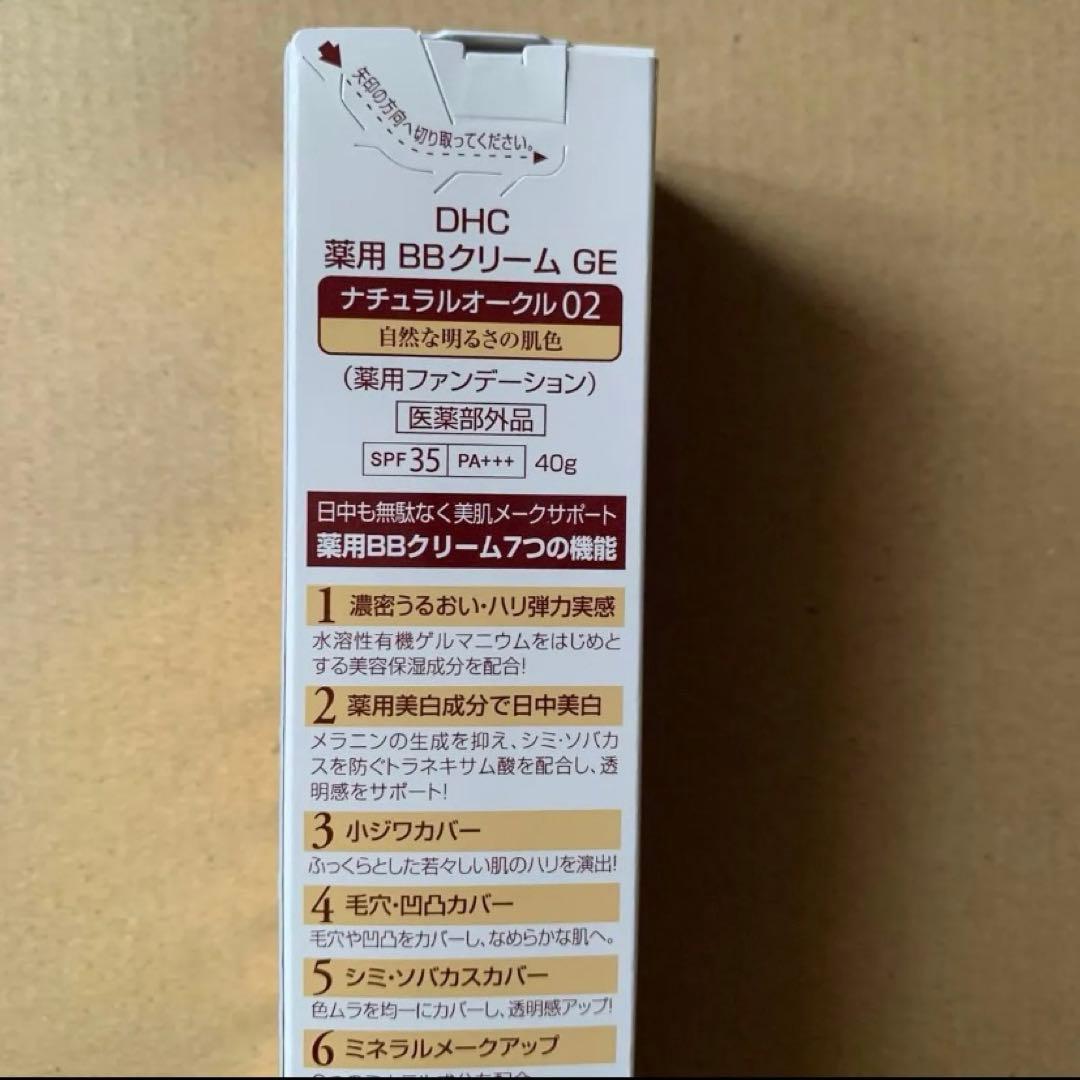 矢印の方向へ切り取ってください。
DHC
薬用 BBクリーム GE
ナチュラルオークル 02
自然な明るさの肌色
(薬用ファンデーション)
医薬部外品
SPF35 PA+++ 40g
日中も無駄なく美肌メークサポート
薬用BBクリーム7つの機能
1 濃密うるおい・ハリ弾力実感
水溶性有機ゲルマニウムをはじめと
する美容保湿成分を配合!
2 薬用美白成分で日中美白
メラニンの生成を抑え、シミ・ソバカ
スを防ぐトラネキサム酸を配合し、透
明感をサポート!
3 小ジワカバー
ふっくらとした若々しい肌のハリを演出!
4 毛穴・凹凸カバー
毛穴や凹凸をカバーし、なめらかな肌へ。
5 シミ・ソバカスカバー
色ムラを均一にカバーし、透明感アップ!
6 ミネラルメークアップ